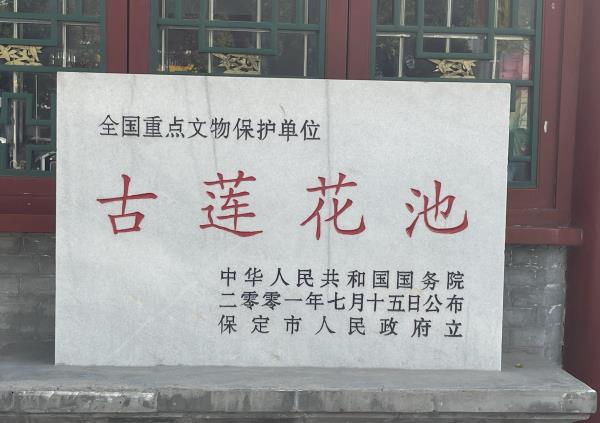 全国重点文物保护单位
古莲花池
中华人民共和国国务院
二零零一年七月十五日公布
保定市人民政府立